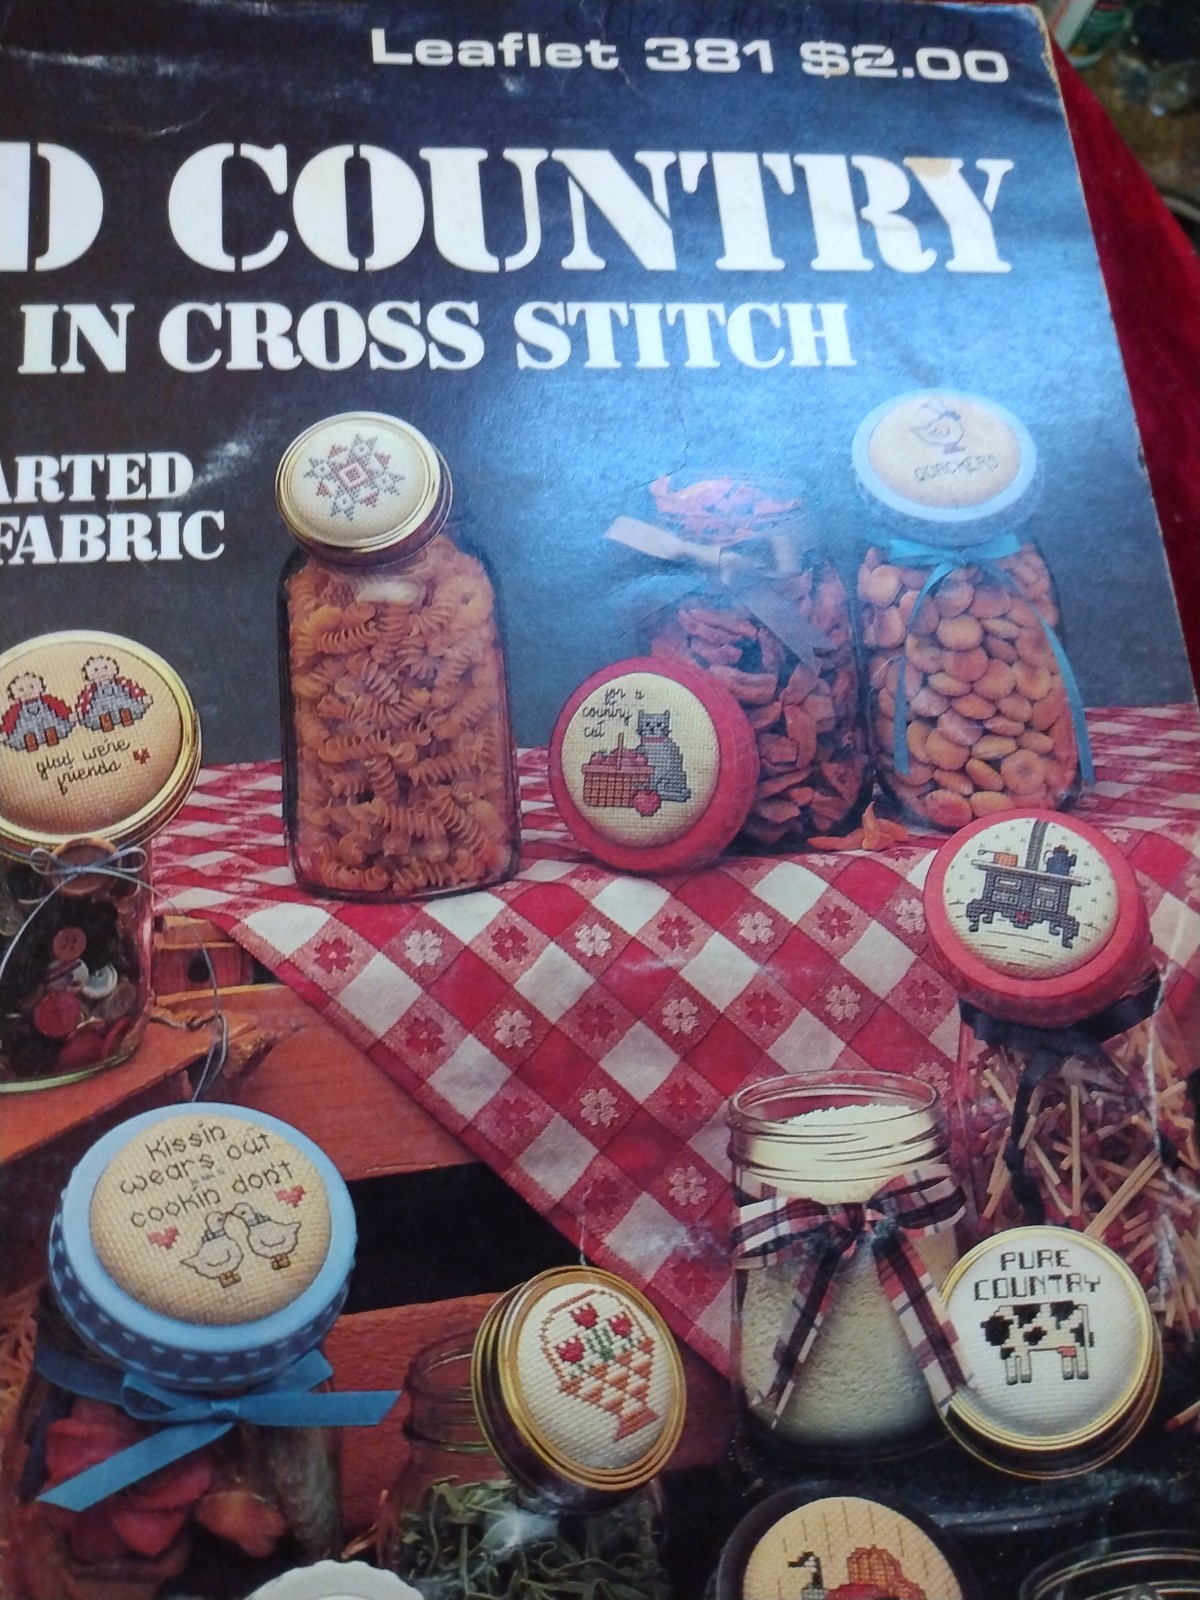 Leaflet 381 $2.00
D COUNTRY
IN CROSS STITCH
ARTED
FABRIC
QUACKERS
for a
country
cat
glad we're
friends
kissin
wears out
cookin don't
PURE
COUNTRY